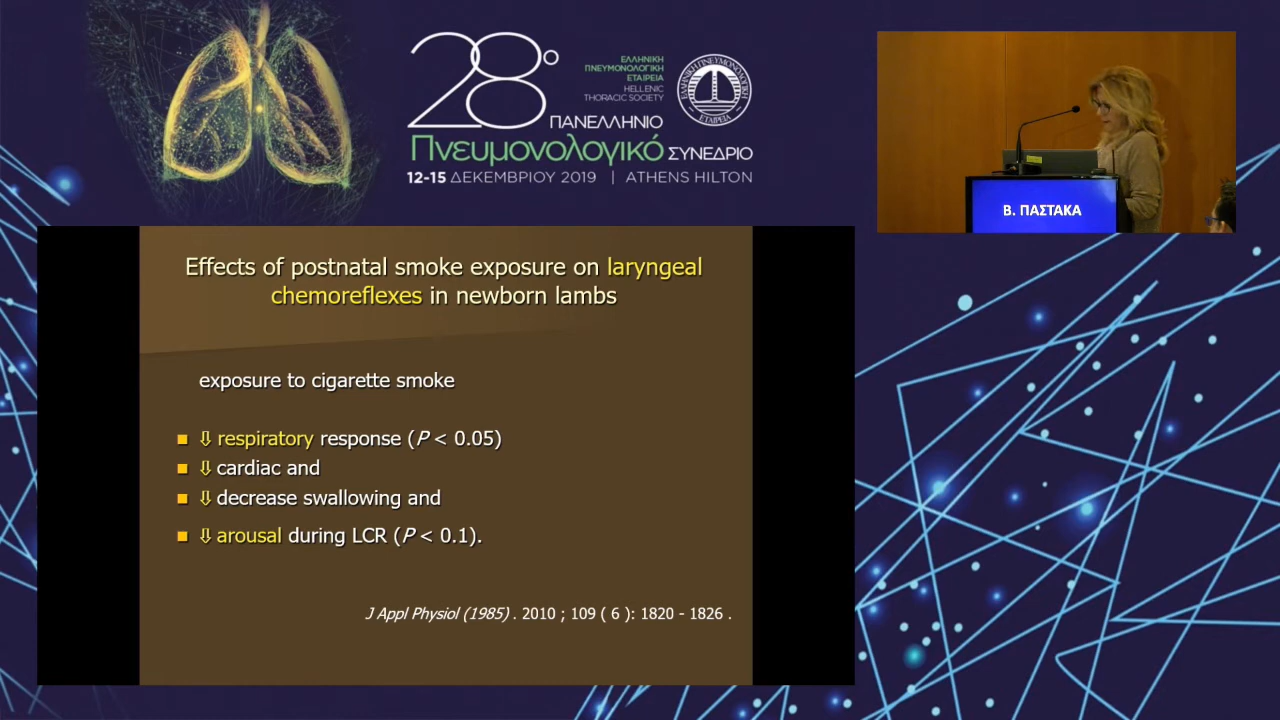 28ο
ΕΛΛΗΝΙΚΗ
ΠΝΕΥΜΟΝΟΛΟΓΙΚΗ
ΕΤΑΙΡΕΙΑ
HELLENIC
THORACIC SOCIETY
ΠΑΝΕΛΛΗΝΙΟ
Πνευμονολογικό ΣΥΝΕΔΡΙΟ
12-15 ΔΕΚΕΜΒΡΙΟΥ 2019 | ATHENS HILTON
Β. ΠΑΣΤΑΚΑ
Effects of postnatal smoke exposure on laryngeal
chemoreflexes in newborn lambs
exposure to cigarette smoke
■ ⇩ respiratory response (P < 0.05)
■ ⇩ cardiac and
■ ⇩ decrease swallowing and
■ ⇩ arousal during LCR (P < 0.1).
J Appl Physiol (1985) . 2010 ; 109 ( 6 ): 1820 - 1826 .